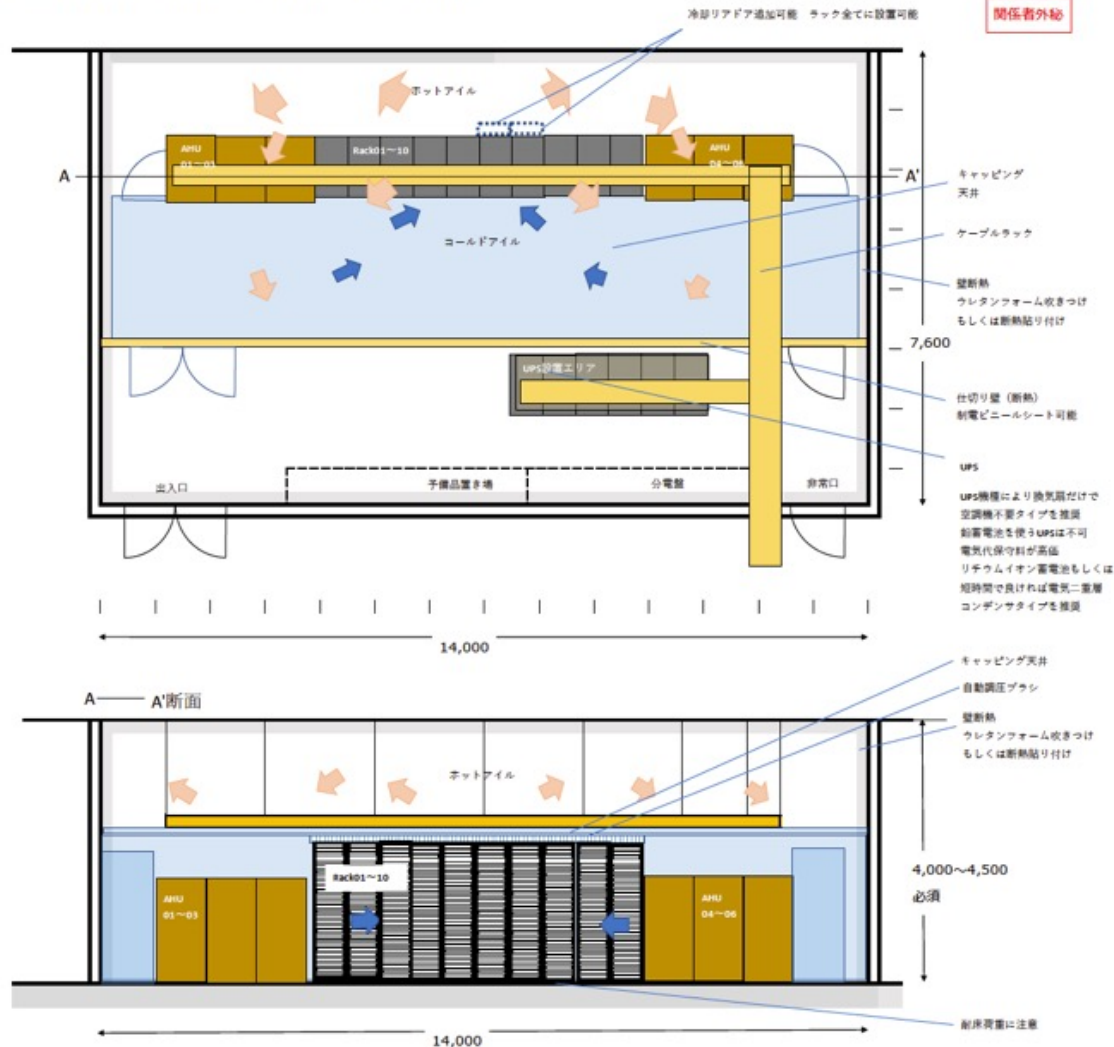 冷却リアドア追加可能　ラック全てに設置可能
関係者外秘
ホットアイル
AHU
01〜03
Rack01〜10
AHU
04〜06
A
A'
キャッピング
天井
コールドアイル
ケーブルラック
壁断熱
ウレタンフォーム吹きつけ
もしくは断熱貼り付け
7,600
UPS設置エリア
仕切り壁（断熱）
制電ビニールシート可能
UPS
出入口
予備品置き場
分電盤
非常口
UPS機種により換気扇だけで
空調機不要タイプを推奨
鉛蓄電池を使うUPSは不可
電気代保守料が高価
リチウムイオン蓄電池もしくは
短時間で良ければ電気二重層
コンデンサタイプを推奨
14,000
A
A'断面
キャッピング天井
自動調圧ブラシ
壁断熱
ウレタンフォーム吹きつけ
もしくは断熱貼り付け
ホットアイル
Rack01〜10
AHU
01〜03
AHU
04〜06
4,000〜4,500
必須
耐床荷重に注意
14,000